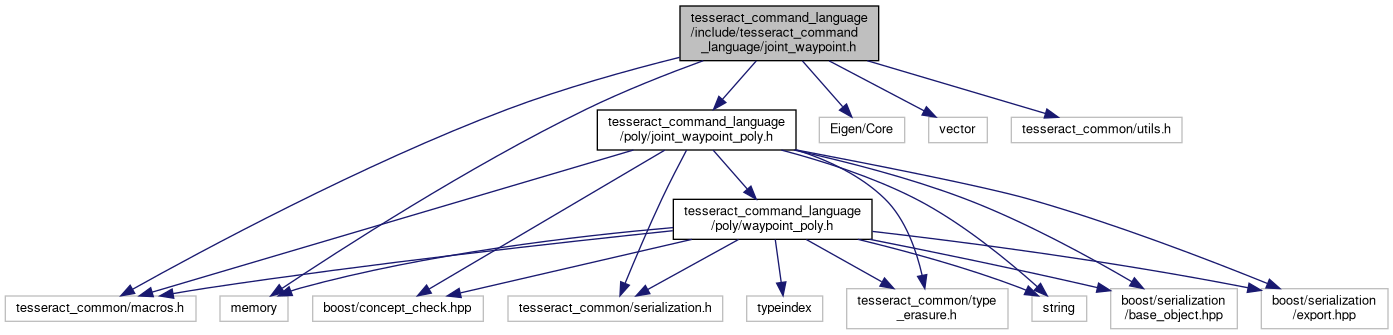 tesseract_command_language
/include/tesseract_command
_language/joint_waypoint.h
tesseract_command_language
/poly/joint_waypoint_poly.h
Eigen/Core
vector
tesseract_common/utils.h
tesseract_command_language
/poly/waypoint_poly.h
tesseract_common/macros.h
memory
boost/concept_check.hpp
tesseract_common/serialization.h
typeindex
tesseract_common/type
_erasure.h
string
boost/serialization
/base_object.hpp
boost/serialization
/export.hpp